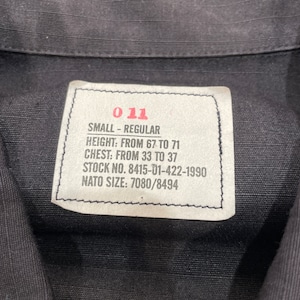 0 11
SMALL - REGULAR
HEIGHT: FROM 67 TO 71
CHEST: FROM 33 TO 37
STOCK NO. 8415-01-422-1990
NATO SIZE: 7080/8494